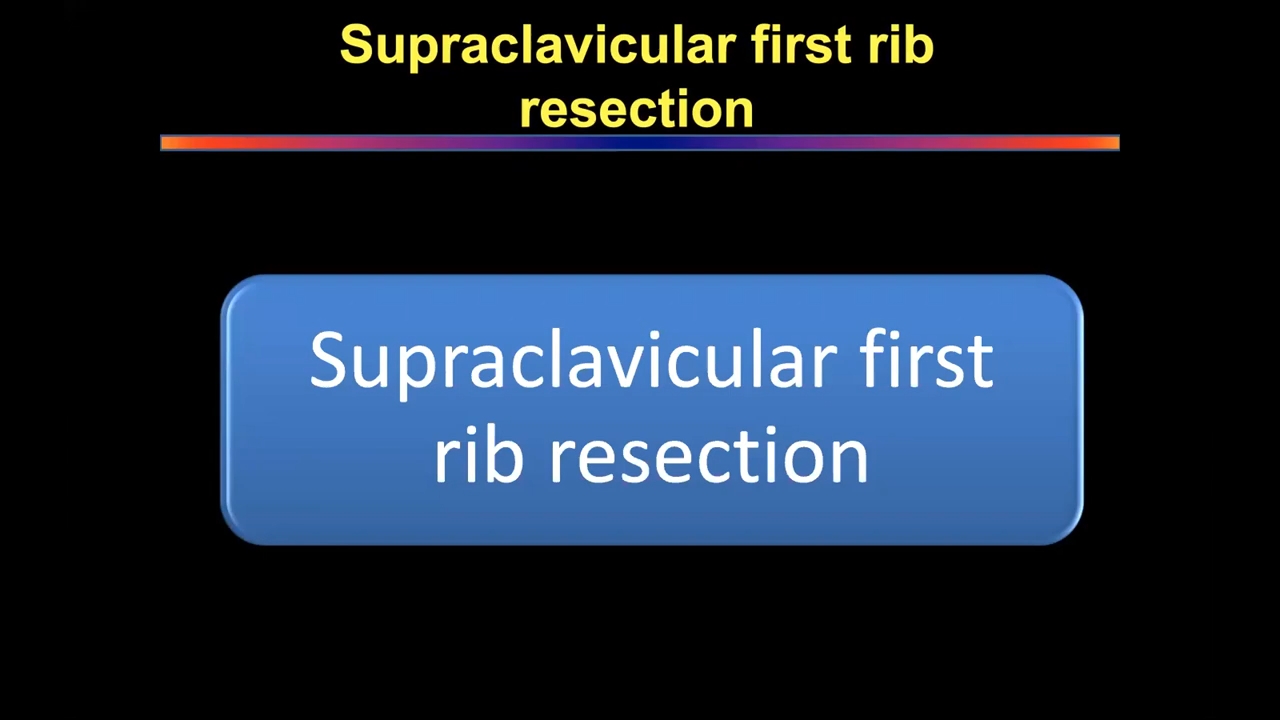 Supraclavicular first rib
resection
Supraclavicular first
rib resection